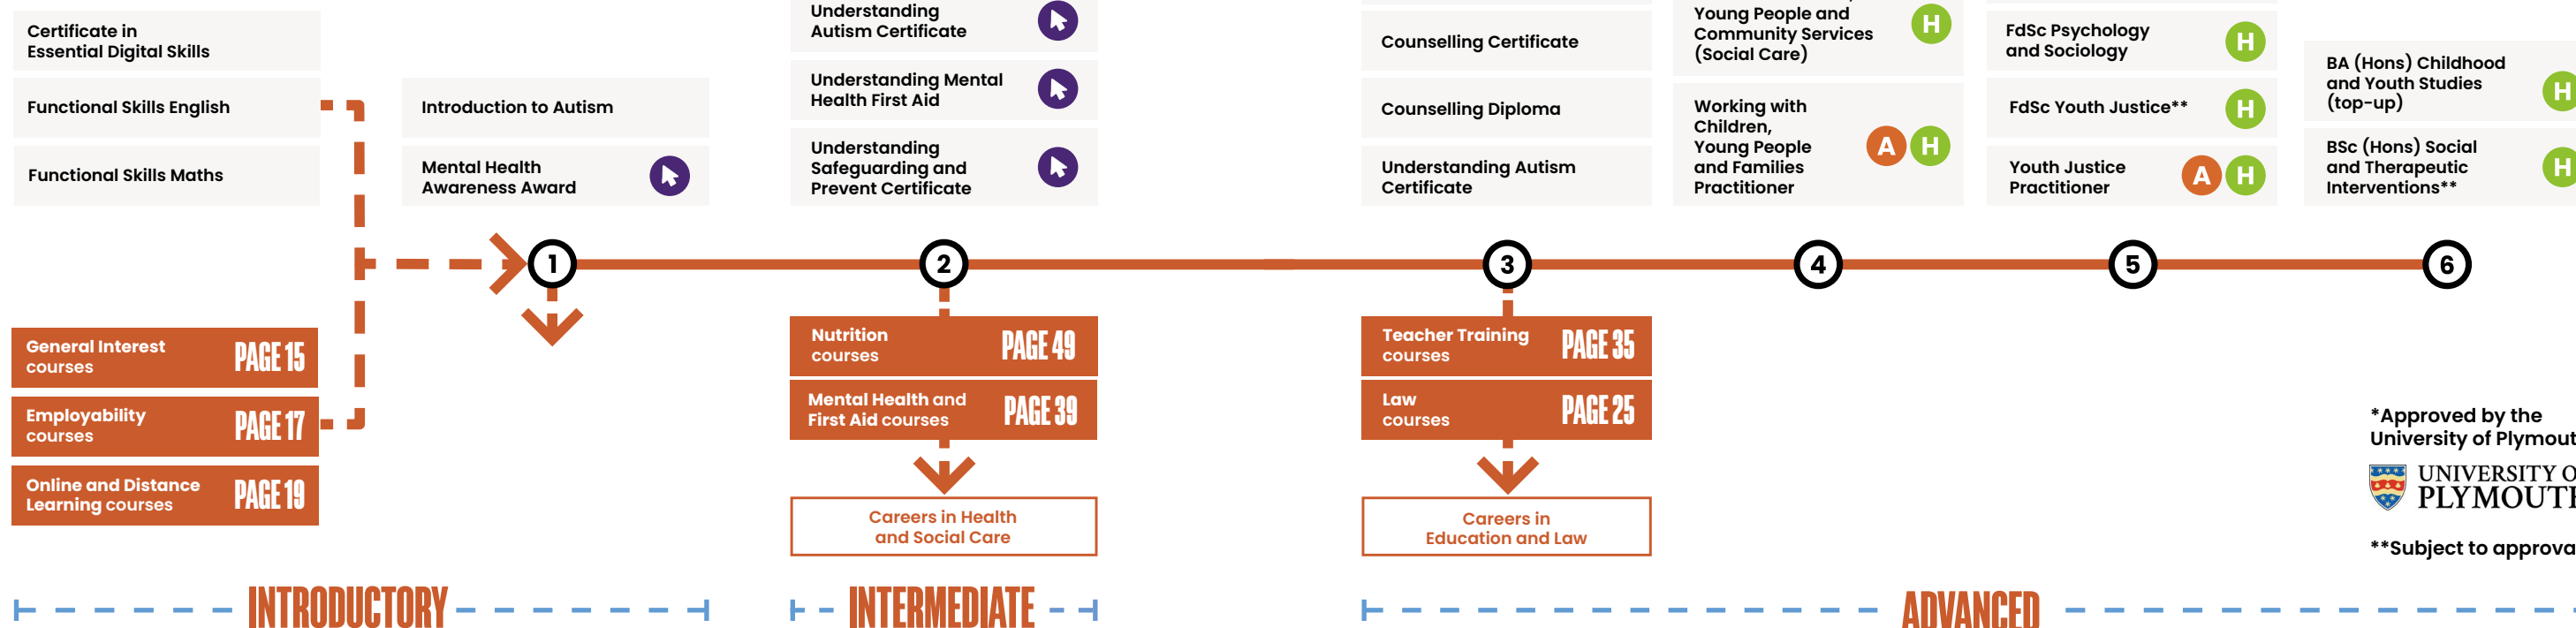 Certificate in
Essential Digital Skills
Functional Skills English
Functional Skills Maths
Introduction to Autism
Mental Health
Awareness Award
Understanding
Autism Certificate
Understanding Mental
Health First Aid
Understanding
Safeguarding and
Prevent Certificate
Counselling Certificate
Counselling Diploma
Understanding Autism
Certificate
Young People and
Community Services
(Social Care)
H
Working with
Children,
Young People
and Families
Practitioner
A H
FdSc Psychology
and Sociology
H
FdSc Youth Justice**
H
Youth Justice
Practitioner
A H
BA (Hons) Childhood
and Youth Studies
(top-up)
H
BSc (Hons) Social
and Therapeutic
Interventions**
H
1
2
3
4
5
6
General Interest
courses
PAGE 15
Employability
courses
PAGE 17
Online and Distance
Learning courses
PAGE 19
Nutrition
courses
PAGE 49
Mental Health and
First Aid courses
PAGE 39
Careers in Health
and Social Care
Teacher Training
courses
PAGE 35
Law
courses
PAGE 25
Careers in
Education and Law
*Approved by the
University of Plymout
UNIVERSITY O
PLYMOUT
**Subject to approva
INTRODUCTORY
INTERMEDIATE
ADVANCED